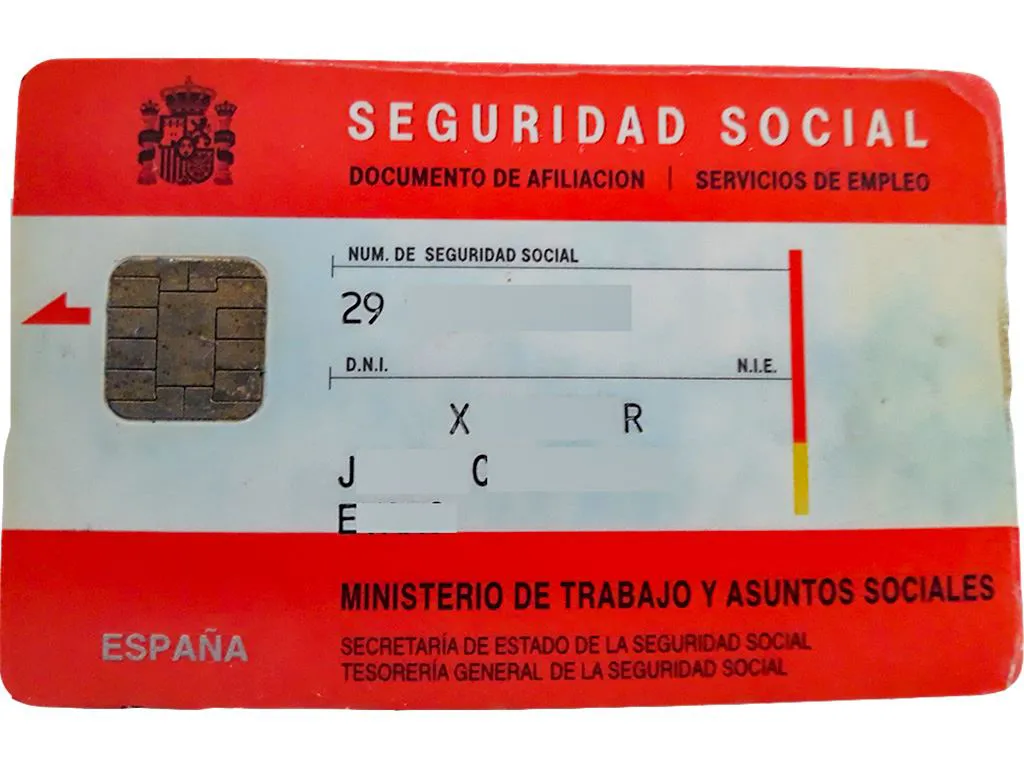 SEGURIDAD SOCIAL
DOCUMENTO DE AFILIACION | SERVICIOS DE EMPLEO
NUM. DE SEGURIDAD SOCIAL
29
D.N.I. N.I.E.
X R
J C
E
MINISTERIO DE TRABAJO Y ASUNTOS SOCIALES
ESPAÑA
SECRETARÍA DE ESTADO DE LA SEGURIDAD SOCIAL
TESORERÍA GENERAL DE LA SEGURIDAD SOCIAL